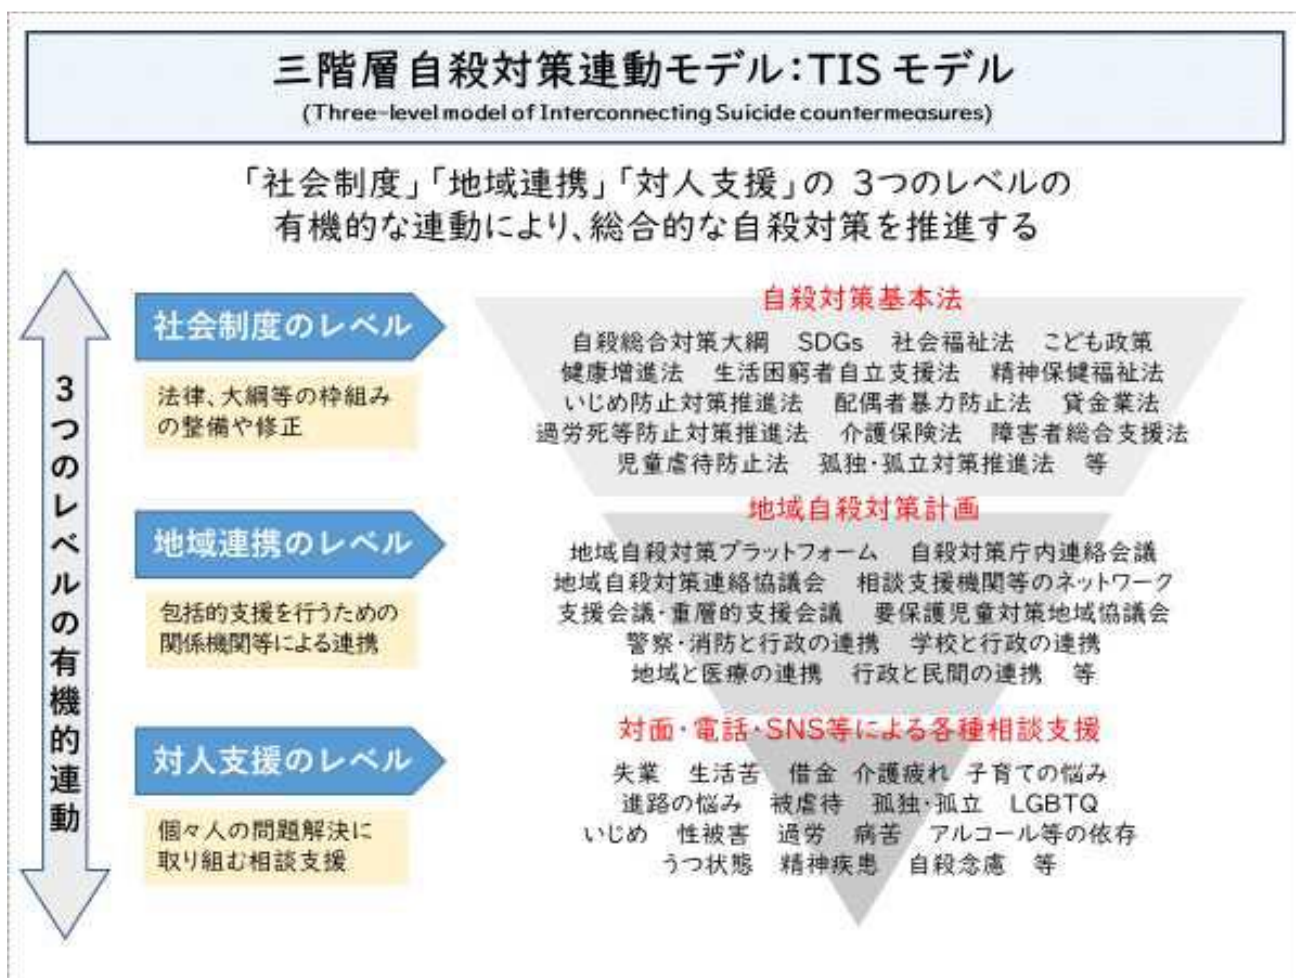 三階層自殺対策連動モデル：TISモデル
(Three-level model of Interconnecting Suicide countermeasures)
「社会制度」「地域連携」「対人支援」の 3つのレベルの
有機的な連動により、総合的な自殺対策を推進する
3つのレベルの有機的連動
社会制度のレベル
法律、大綱等の枠組み
の整備や修正
自殺対策基本法
自殺総合対策大綱 SDGs 社会福祉法 こども政策
健康増進法 生活困窮者自立支援法 精神保健福祉法
いじめ防止対策推進法 配偶者暴力防止法 貸金業法
過労死等防止対策推進法 介護保険法 障害者総合支援法
児童虐待防止法 孤独・孤立対策推進法 等
地域連携のレベル
包括的支援を行うための
関係機関等による連携
地域自殺対策計画
地域自殺対策プラットフォーム 自殺対策庁内連絡会議
地域自殺対策連絡協議会 相談支援機関等のネットワーク
支援会議・重層的支援会議 要保護児童対策地域協議会
警察・消防と行政の連携 学校と行政の連携
地域と医療の連携 行政と民間の連携 等
対人支援のレベル
個々人の問題解決に
取り組む相談支援
対面・電話・SNS等による各種相談支援
失業 生活苦 借金 介護疲れ 子育ての悩み
進路の悩み 被虐待 孤独・孤立 LGBTQ
いじめ 性被害 過労 病苦 アルコール等の依存
うつ状態 精神疾患 自殺念慮 等